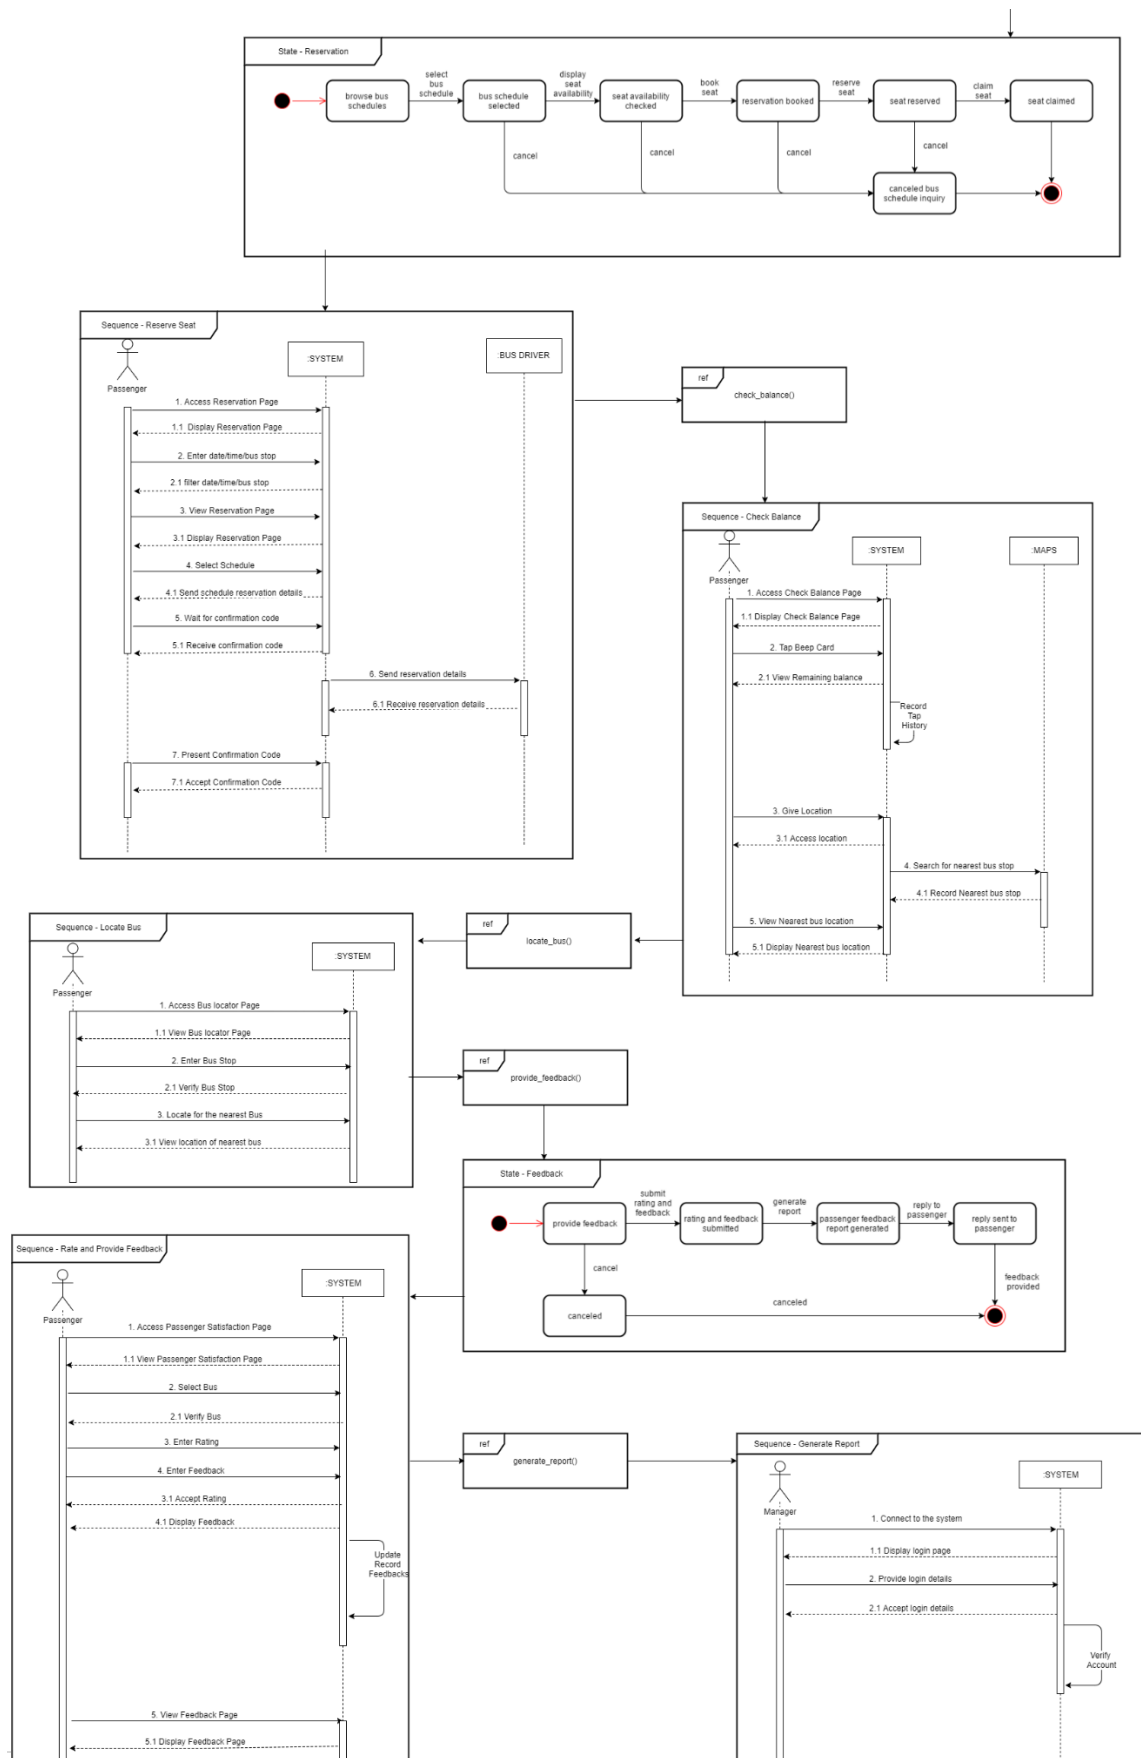 State - Reservation
browse bus
schedules
select
bus
schedule
bus schedule
selected
display
seat
availability
seat availability
checked
book
seat
reservation booked
reserve
seat
seat reserved
claim
seat
seat claimed
cancel
cancel
cancel
cancel
canceled bus
schedule inquiry
Sequence - Reserve Seat
Passenger
:SYSTEM
:BUS DRIVER
1. Access Reservation Page
1.1 Display Reservation Page
2. Enter date/time/bus stop
2.1 filter date/time/bus stop
3. View Reservation Page
3.1 Display Reservation Page
4. Select Schedule
4.1 Send schedule reservation details
5. Wait for confirmation code
5.1 Receive confirmation code
6. Send reservation details
6.1 Receive reservation details
7. Present Confirmation Code
7.1 Accept Confirmation Code
ref
check_balance()
Sequence - Check Balance
Passenger
:SYSTEM
:MAPS
1. Access Check Balance Page
1.1 Display Check Balance Page
2. Tap Beep Card
2.1 View Remaining balance
Record
Tap
History
3. Give Location
3.1 Access location
4. Search for nearest bus stop
4.1 Record Nearest bus stop
5. View Nearest bus location
5.1 Display Nearest bus location
ref
locate_bus()
Sequence - Locate Bus
Passenger
:SYSTEM
1. Access Bus locator Page
1.1 View Bus locator Page
2. Enter Bus Stop
2.1 Verify Bus Stop
3. Locate for the nearest Bus
3.1 View location of nearest bus
ref
provide_feedback()
State - Feedback
provide feedback
submit
rating and
feedback
rating and feedback
submitted
generate
report
passenger feedback
report generated
reply to
passenger
reply sent to
passenger
cancel
canceled
canceled
feedback
provided
Sequence - Rate and Provide Feedback
Passenger
:SYSTEM
1. Access Passenger Satisfaction Page
1.1 View Passenger Satisfaction Page
2. Select Bus
2.1 Verify Bus
3. Enter Rating
4. Enter Feedback
3.1 Accept Rating
4.1 Display Feedback
Update
Record
Feedbacks
5. View Feedback Page
5.1 Display Feedback Page
ref
generate_report()
Sequence - Generate Report
Manager
:SYSTEM
1. Connect to the system
1.1 Display login page
2. Provide login details
2.1 Accept login details
Verify
Account